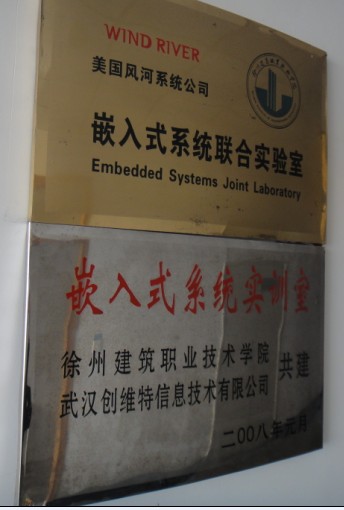 WIND RIVER
美国风河系统公司
嵌入式系统联合实验室
Embedded Systems Joint Laboratory
嵌入式系统实训室
徐州建筑职业技术学院
武汉创维特信息技术有限公司
共建
二〇〇八年元月